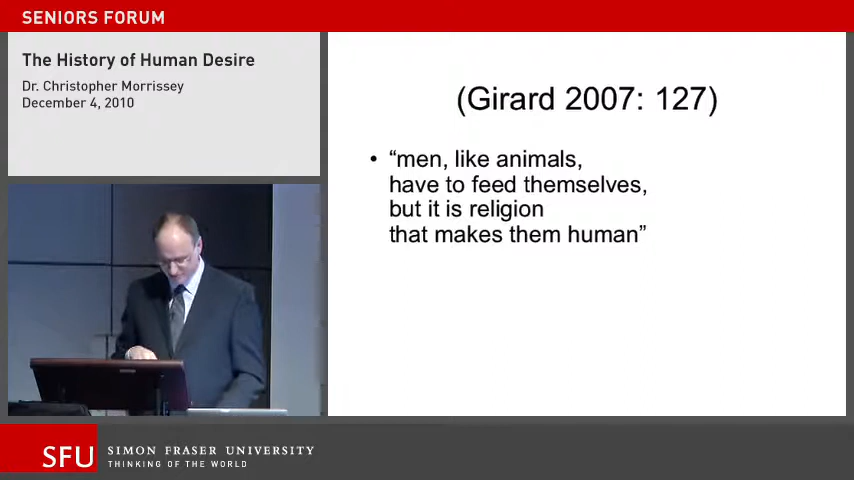 SENIORS FORUM
The History of Human Desire
Dr. Christopher Morrissey
December 4, 2010
(Girard 2007: 127)
• “men, like animals,
have to feed themselves,
but it is religion
that makes them human”
SFU SIMON FRASER UNIVERSITY
THINKING OF THE WORLD